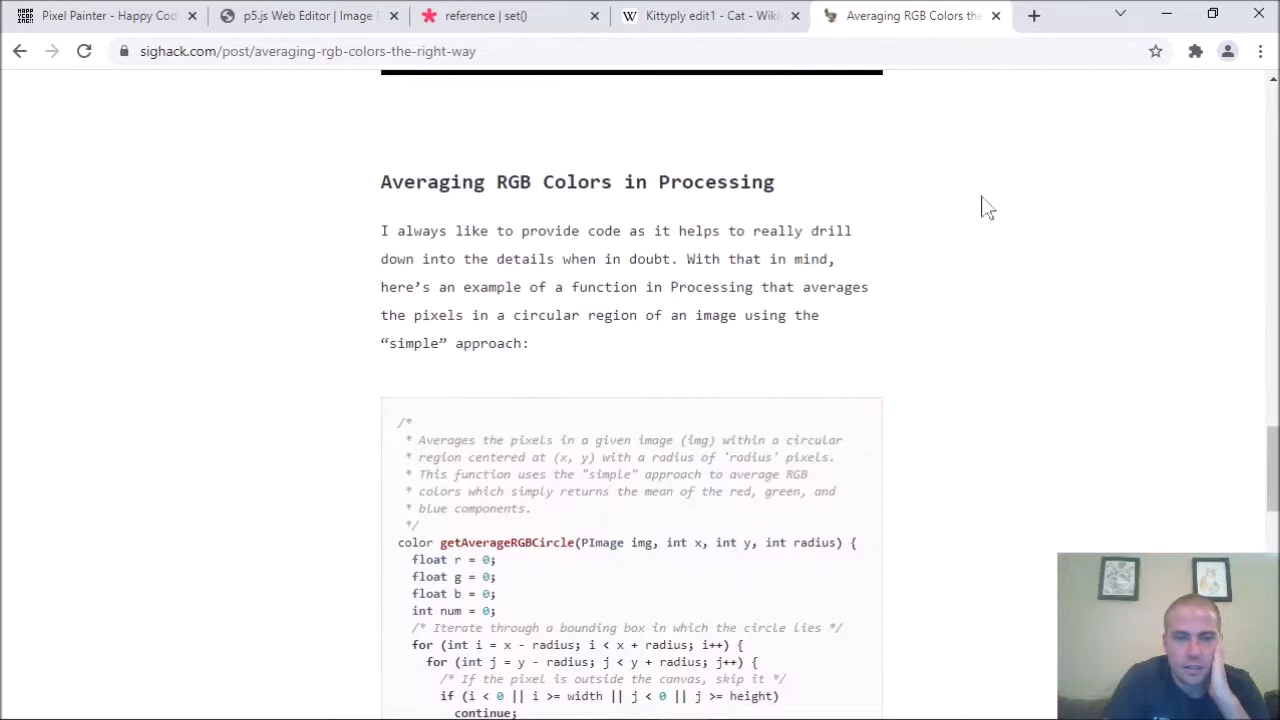 Pixel Painter - Happy Cod
p5.js Web Editor | Image E
reference | set()
Kittyply edit1 - Cat - Wiki
Averaging RGB Colors the
sighack.com/post/averaging-rgb-colors-the-right-way
Averaging RGB Colors in Processing
I always like to provide code as it helps to really drill
down into the details when in doubt. With that in mind,
here's an example of a function in Processing that averages
the pixels in a circular region of an image using the
“simple” approach:
/*
* Averages the pixels in a given image (img) within a circular
* region centered at (x, y) with a radius of 'radius' pixels.
* This function uses the "simple" approach to average RGB
* colors which simply returns the mean of the red, green, and
* blue components.
*/
color getAverageRGBCircle(PImage img, int x, int y, int radius) {
float r = 0;
float g = 0;
float b = 0;
int num = 0;
/* Iterate through a bounding box in which the circle lies */
for (int i = x - radius; i < x + radius; i++) {
for (int j = y - radius; j < y + radius; j++) {
/* If the pixel is outside the canvas, skip it */
if (i < 0 || i >= width || j < 0 || j >= height)
continue;